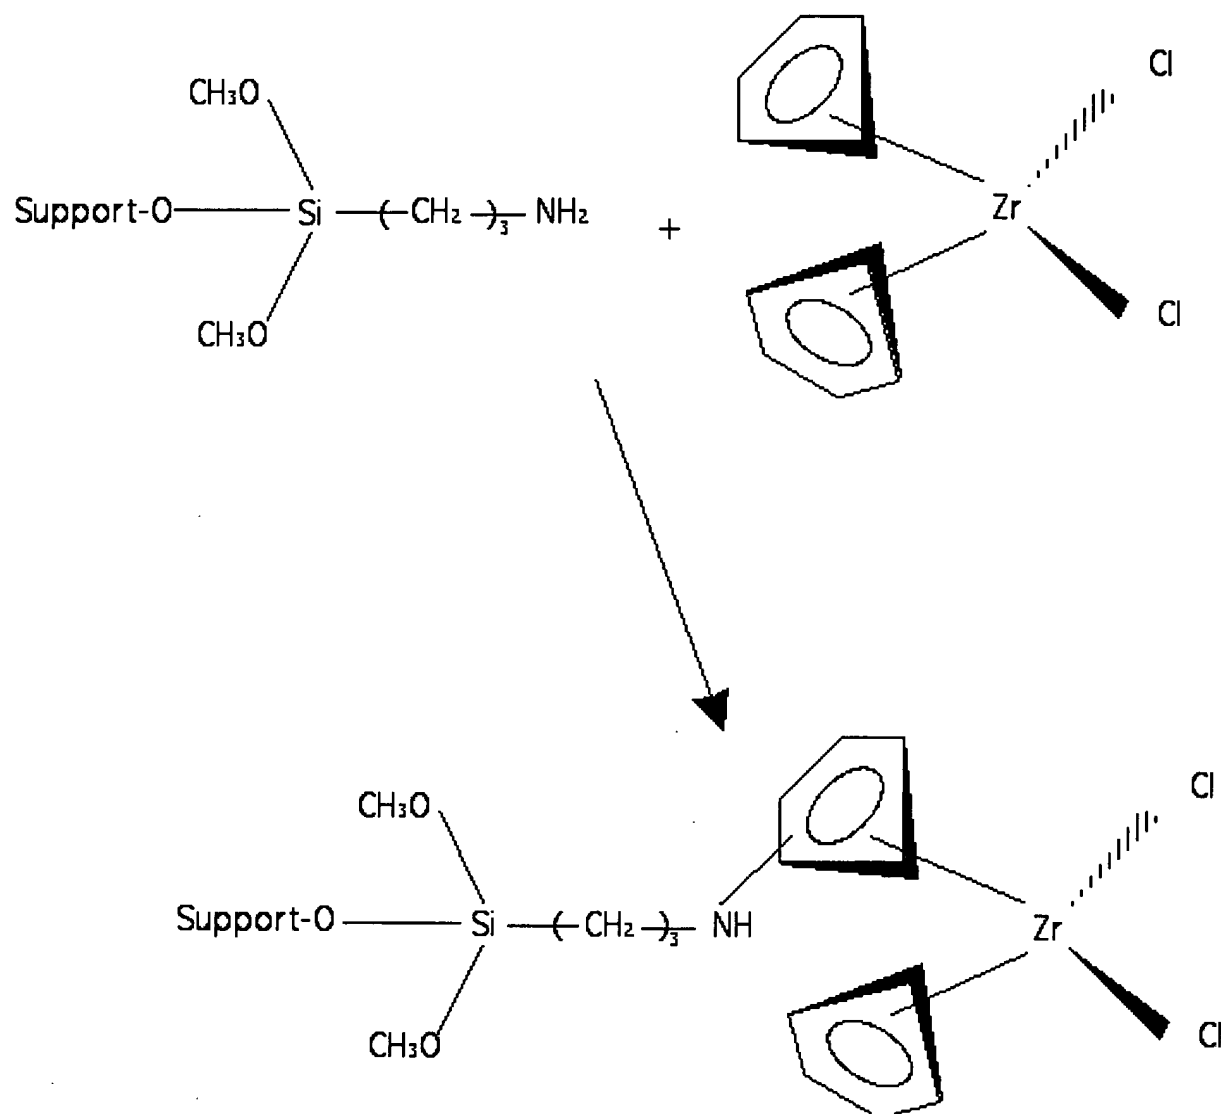 CH₃O
Cl
Support-O Si (CH₂)₃ NH₂ + Zr
CH₃O
Cl
CH₃O
Cl
Support-O Si (CH₂)₃ NH Zr
CH₃O
Cl